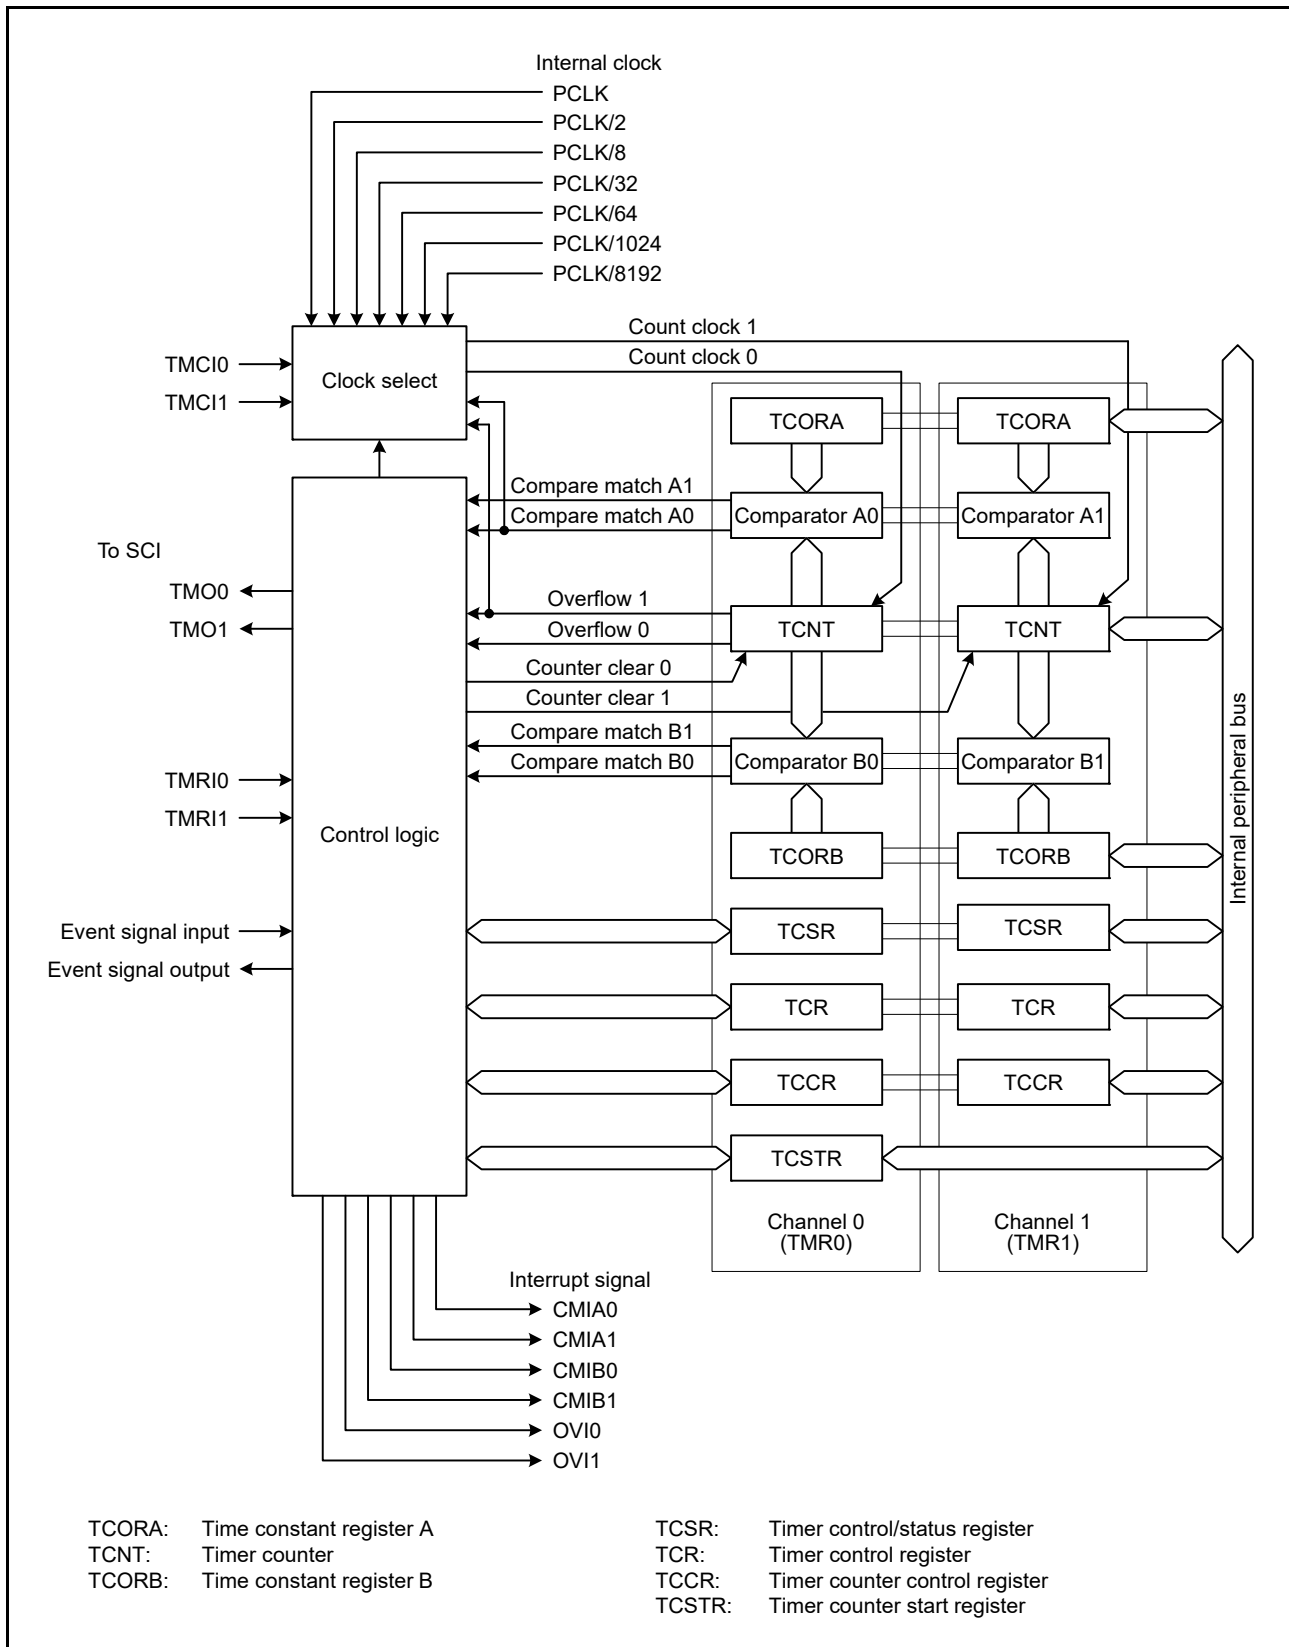 Internal clock
PCLK
PCLK/2
PCLK/8
PCLK/32
PCLK/64
PCLK/1024
PCLK/8192
Count clock 1
Count clock 0
TMCI0
TMCI1
Clock select
TCORA
TCORA
Compare match A1
Compare match A0
Comparator A0
Comparator A1
To SCI
TMO0
TMO1
Overflow 1
Overflow 0
TCNT
TCNT
Counter clear 0
Counter clear 1
Compare match B1
Compare match B0
Comparator B0
Comparator B1
TMRI0
TMRI1
Control logic
TCORB
TCORB
Internal peripheral bus
Event signal input
Event signal output
TCSR
TCSR
TCR
TCR
TCCR
TCCR
TCSTR
Channel 0
(TMR0)
Channel 1
(TMR1)
Interrupt signal
CMIA0
CMIA1
CMIB0
CMIB1
OVI0
OVI1
TCORA: Time constant register A
TCNT: Timer counter
TCORB: Time constant register B
TCSR: Timer control/status register
TCR: Timer control register
TCCR: Timer counter control register
TCSTR: Timer counter start register